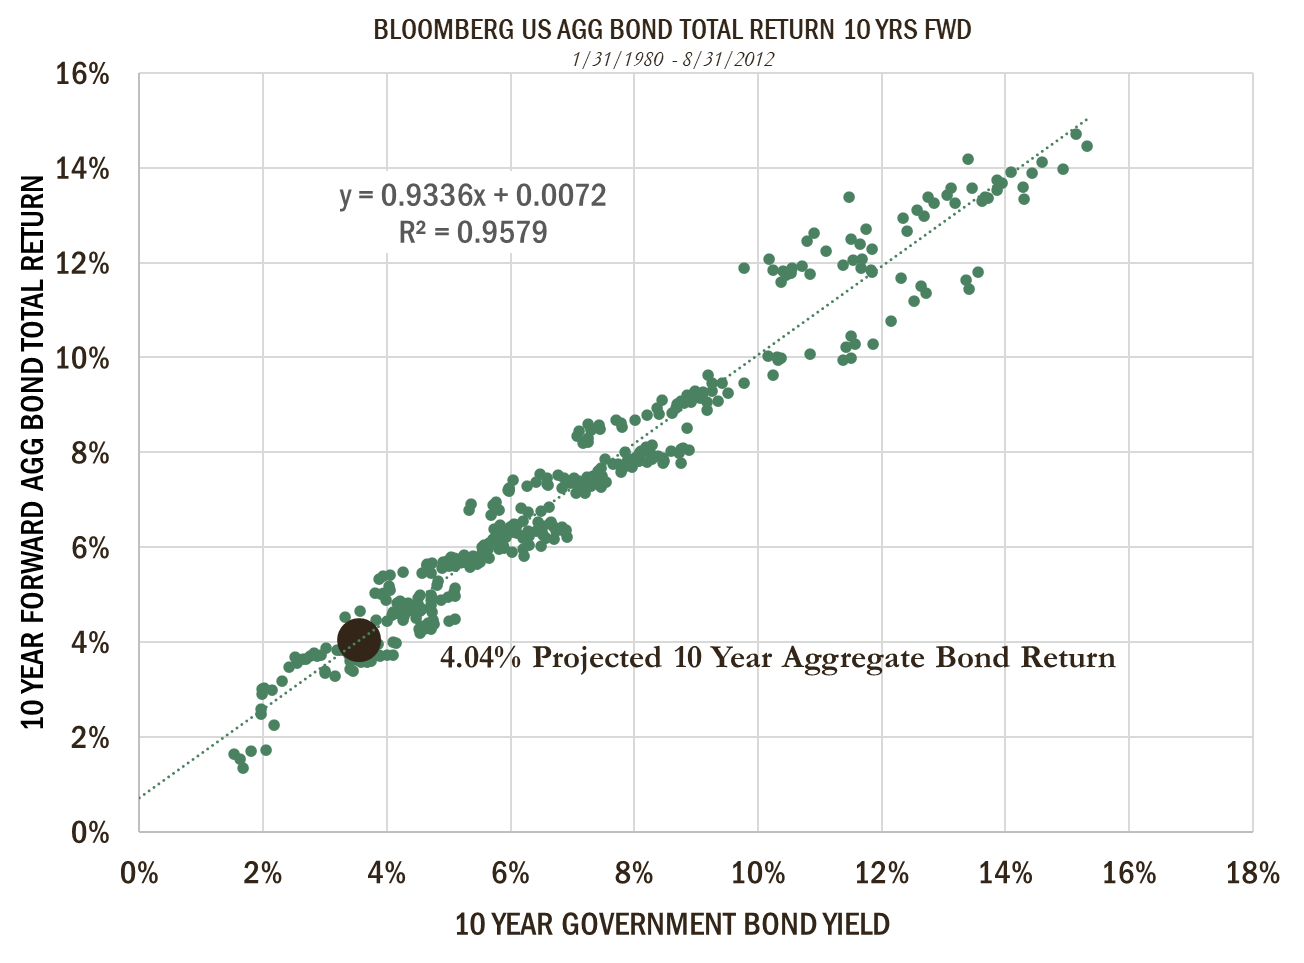 BLOOMBERG US AGG BOND TOTAL RETURN 10 YRS FWD
1/31/1980 - 8/31/2012
16%
14%
12%
10%
8%
6%
4%
2%
0%
10 YEAR FORWARD AGG BOND TOTAL RETURN
y = 0.9336x + 0.0072
R² = 0.9579
4.04% Projected 10 Year Aggregate Bond Return
0% 2% 4% 6% 8% 10% 12% 14% 16% 18%
10 YEAR GOVERNMENT BOND YIELD